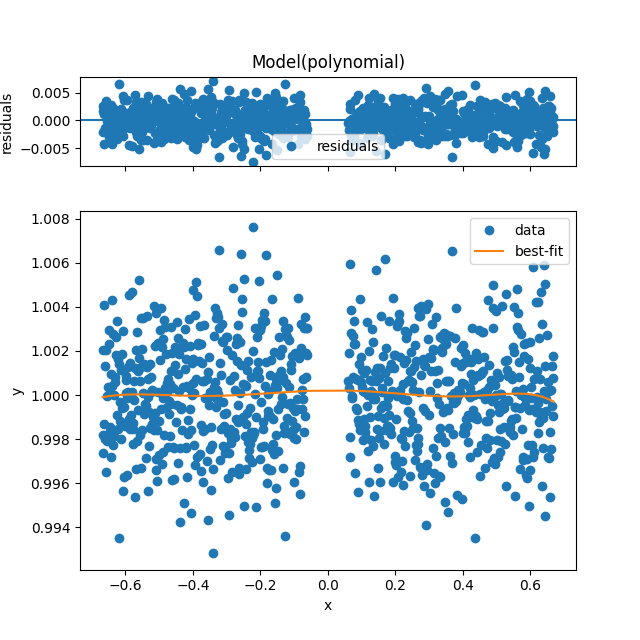 Model(polynomial)
residuals
0.005
0.000
−0.005
residuals
y
1.008
1.006
1.004
1.002
1.000
0.998
0.996
0.994
data
best-fit
−0.6
−0.4
−0.2
0.0
0.2
0.4
0.6
x